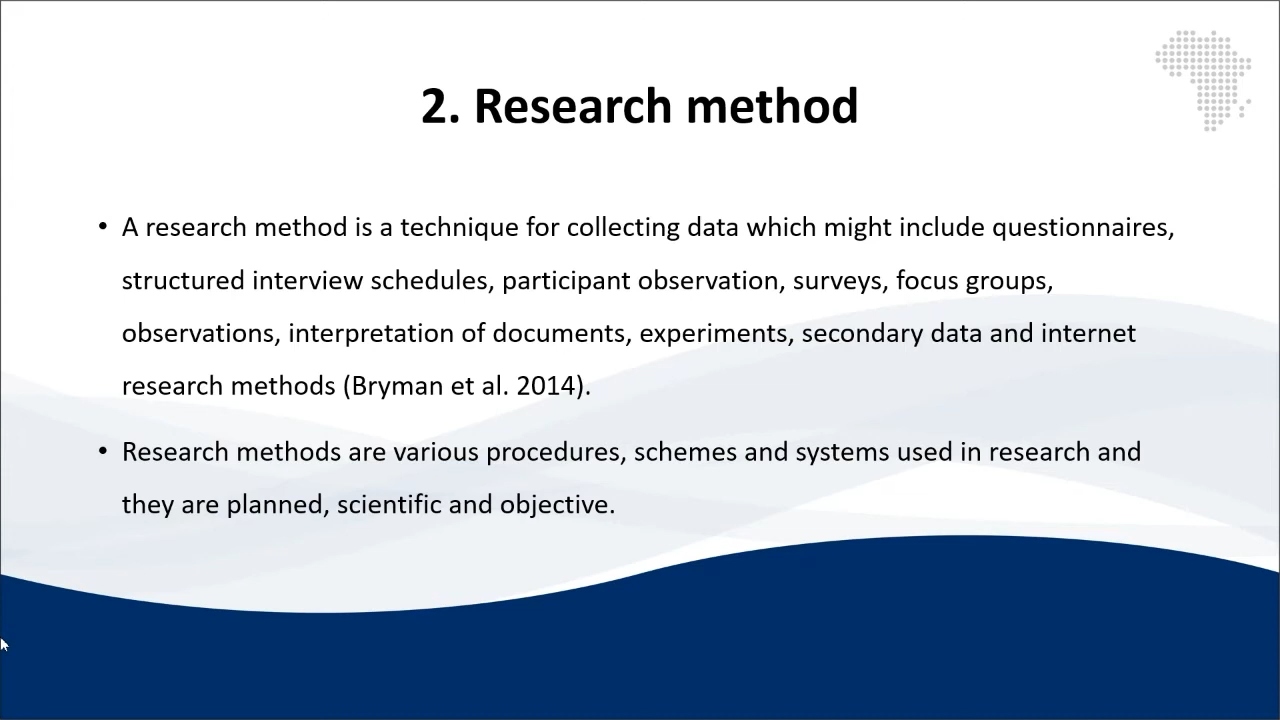 2. Research method
• A research method is a technique for collecting data which might include questionnaires,
structured interview schedules, participant observation, surveys, focus groups,
observations, interpretation of documents, experiments, secondary data and internet
research methods (Bryman et al. 2014).
• Research methods are various procedures, schemes and systems used in research and
they are planned, scientific and objective.